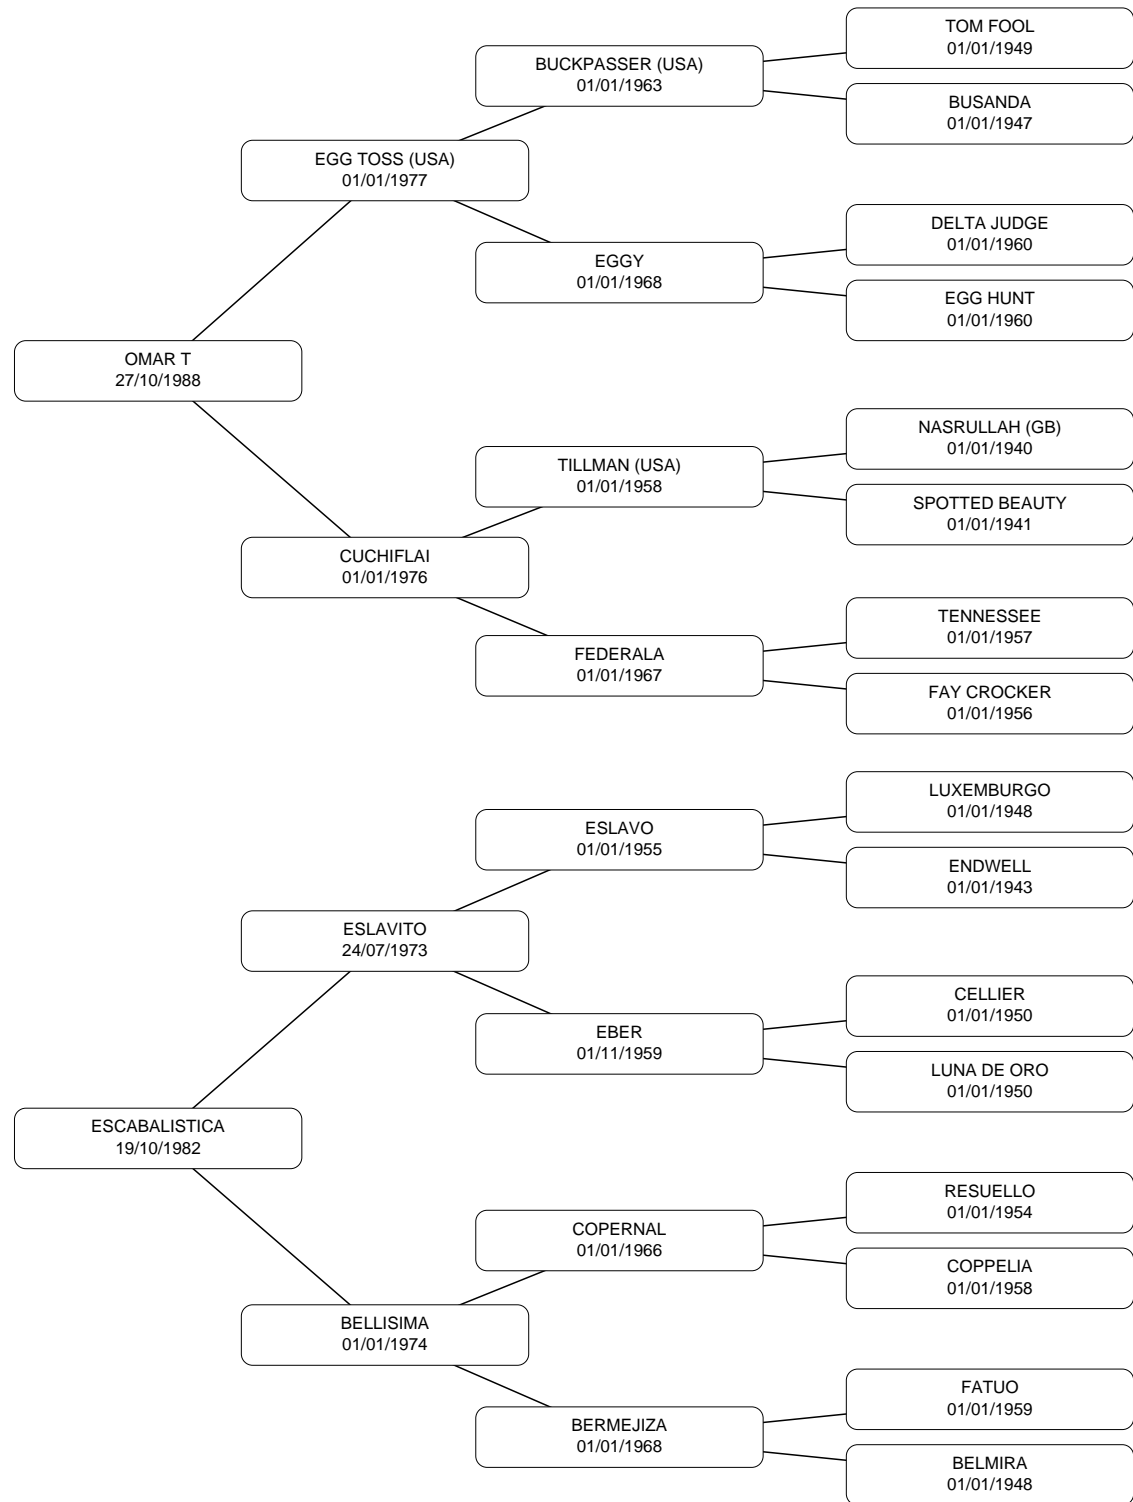 TOM FOOL
01/01/1949
BUCKPASSER (USA)
01/01/1963
BUSANDA
01/01/1947
EGG TOSS (USA)
01/01/1977
DELTA JUDGE
01/01/1960
EGGY
01/01/1968
EGG HUNT
01/01/1960
OMAR T
27/10/1988
NASRULLAH (GB)
01/01/1940
TILLMAN (USA)
01/01/1958
SPOTTED BEAUTY
01/01/1941
CUCHIFLAI
01/01/1976
TENNESSEE
01/01/1957
FEDERALA
01/01/1967
FAY CROCKER
01/01/1956
LUXEMBURGO
01/01/1948
ESLAVO
01/01/1955
ENDWELL
01/01/1943
ESLAVITO
24/07/1973
CELLIER
01/01/1950
EBER
01/11/1959
LUNA DE ORO
01/01/1950
ESCABALISTICA
19/10/1982
RESUELLO
01/01/1954
COPERNAL
01/01/1966
COPPELIA
01/01/1958
BELLISIMA
01/01/1974
FATUO
01/01/1959
BERMEJIZA
01/01/1968
BELMIRA
01/01/1948